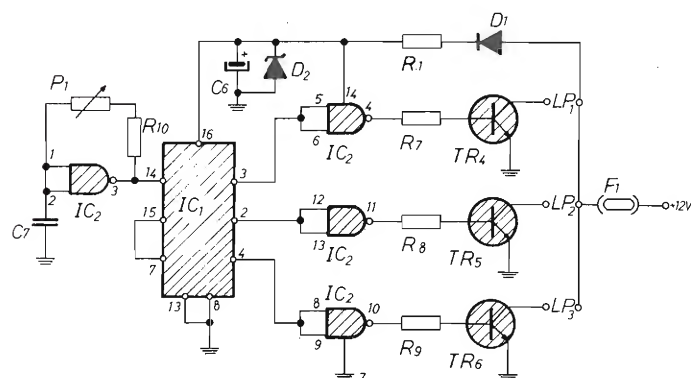 D1
R1
D2
+
C6
P1
R10
16
14
5
6
4
IC2
R7
TR4
LP1
1
2
3
IC2
C7
14
15
7
IC1
3
2
4
13
8
12
13
11
IC2
R8
TR5
LP2
F1
+12V
8
9
10
IC2
7
R9
TR6
LP3